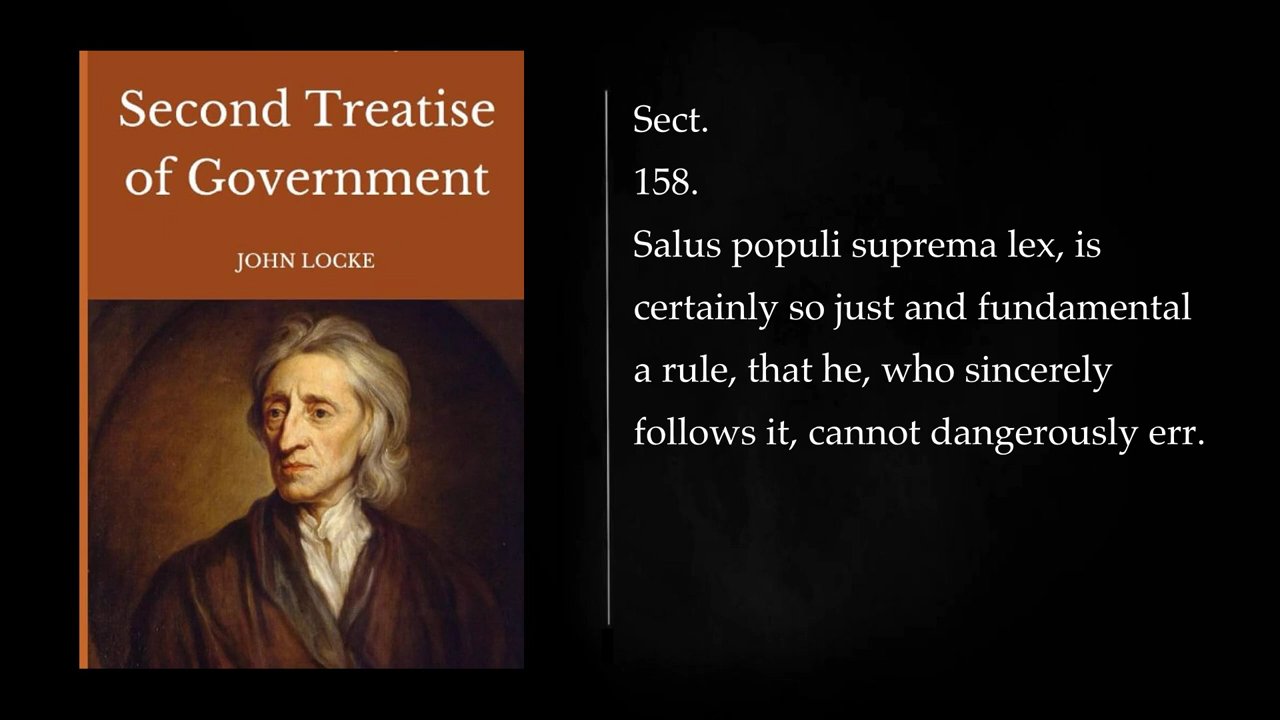 Second Treatise
of Government
JOHN LOCKE
Sect.
158.
Salus populi suprema lex, is
certainly so just and fundamental
a rule, that he, who sincerely
follows it, cannot dangerously err.